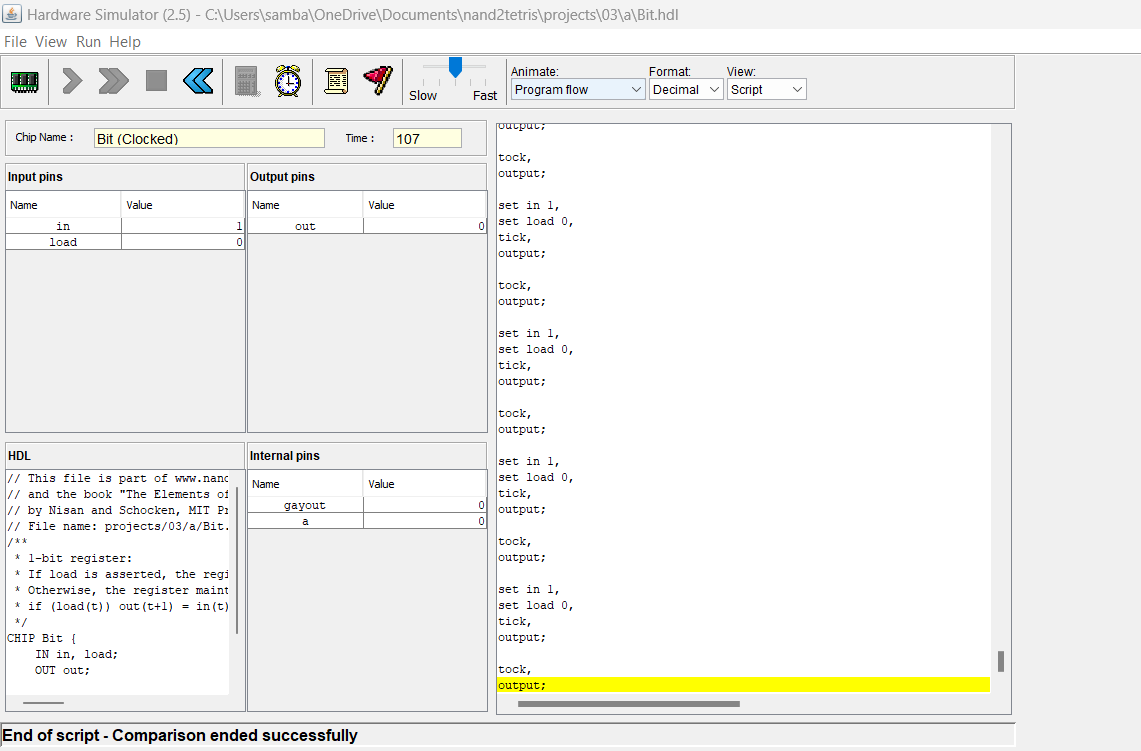 Hardware Simulator (2.5) - C:\Users\samba\OneDrive\Documents\nand2tetris\projects\03\a\Bit.hdl
File View Run Help
Slow Fast
Animate:
Program flow
Format:
Decimal
View:
Script
Chip Name : Bit (Clocked) Time : 107
Input pins
Name Value
in 1
load 0
Output pins
Name Value
out 0
HDL
// This file is part of www.nand
// and the book "The Elements of
// by Nisan and Schocken, MIT Pr
// File name: projects/03/a/Bit.
/**
* 1-bit register:
* If load is asserted, the regi
* Otherwise, the register maint
* if (load(t)) out(t+1) = in(t)
*/
CHIP Bit {
IN in, load;
OUT out;
Internal pins
Name Value
gayout 0
a 0
output;
tock,
output;
set in 1,
set load 0,
tick,
output;
tock,
output;
set in 1,
set load 0,
tick,
output;
tock,
output;
set in 1,
set load 0,
tick,
output;
tock,
output;
set in 1,
set load 0,
tick,
output;
tock,
output;
End of script - Comparison ended successfully